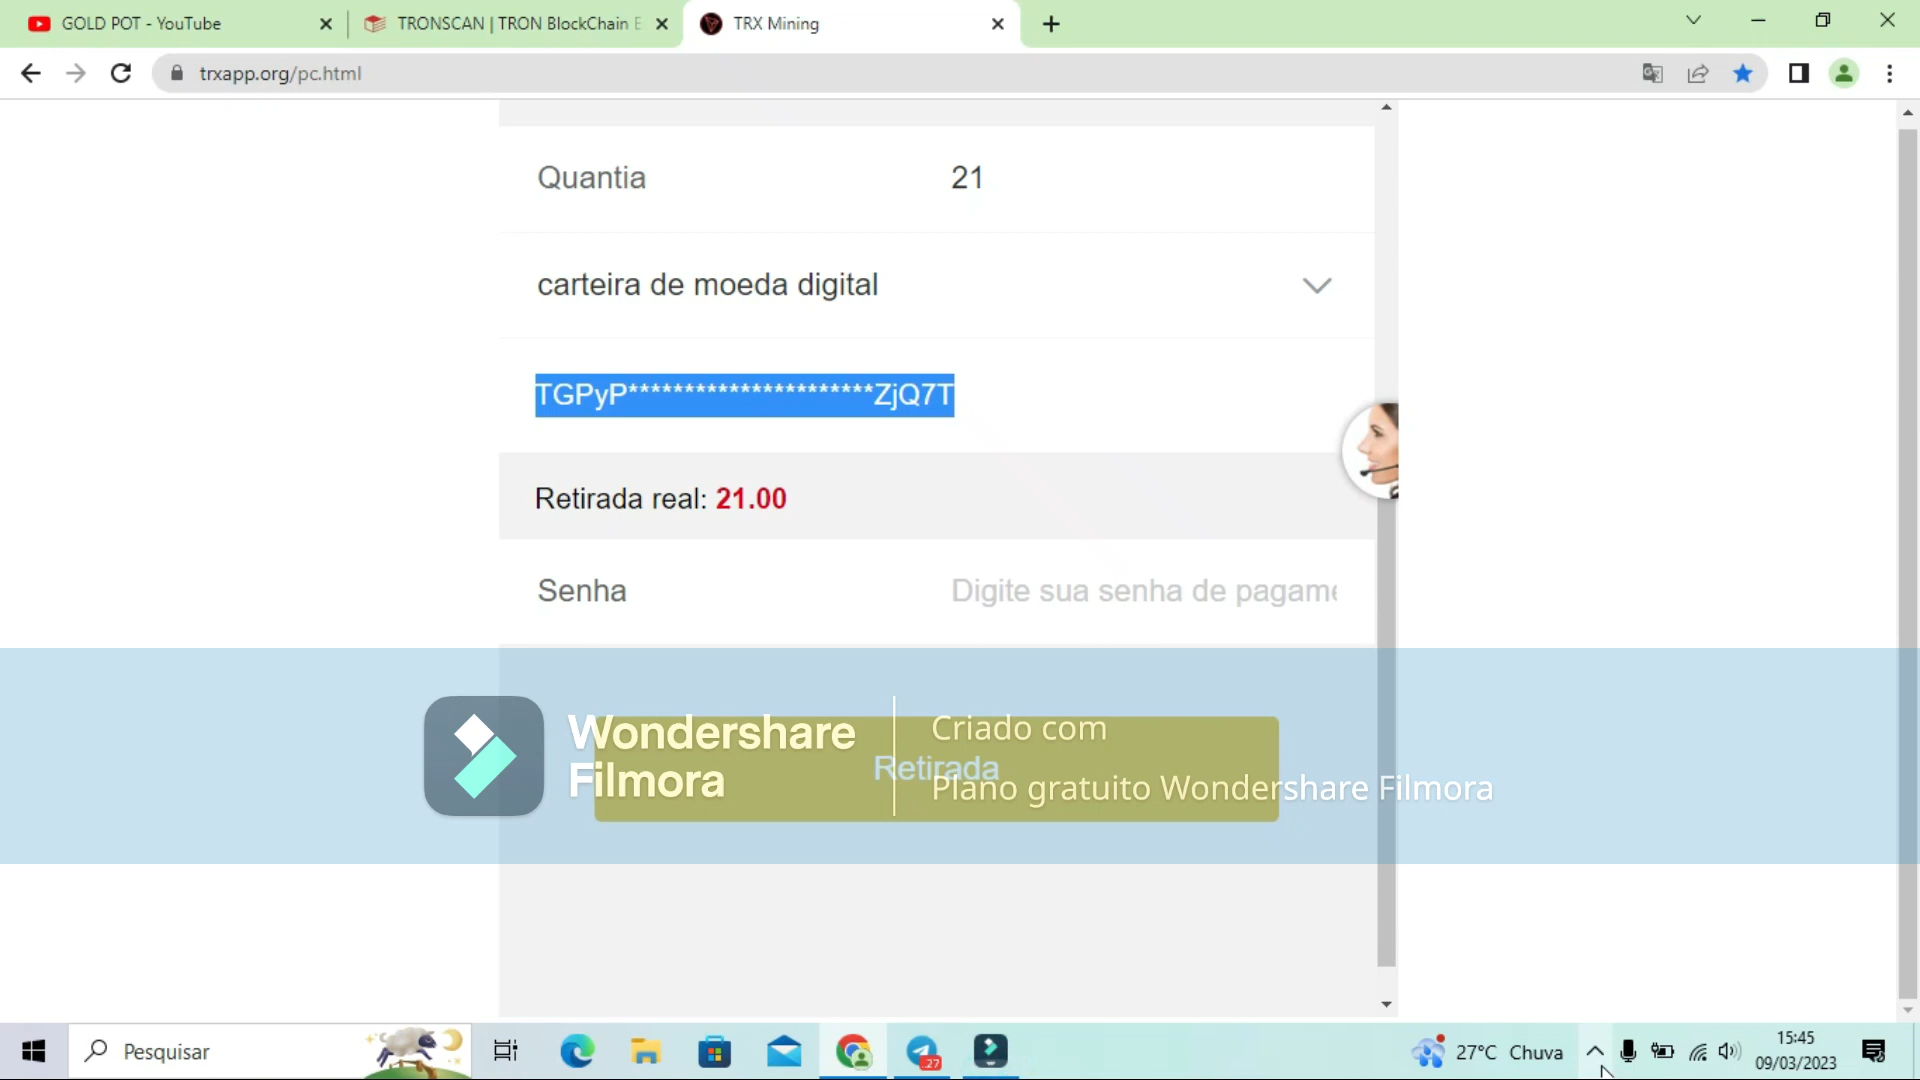 GOLD POT - YouTube
TRONSCAN | TRON BlockChain E
TRX Mining
trxapp.org/pc.html
Quantia 21
carteira de moeda digital
TGPyP**********************ZjQ7T
Retirada real: 21.00
Senha Digite sua senha de pagame
Retirada
Wondershare
Filmora
Criado com
Plano gratuito Wondershare Filmora
Pesquisar
27
27°C Chuva
15:45
09/03/2023